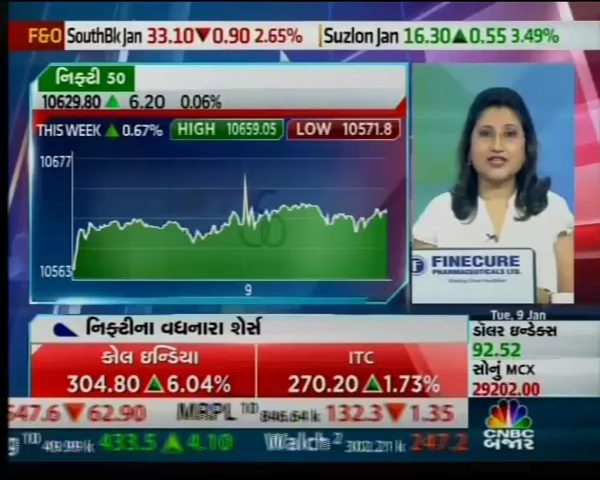 F&O SouthBk Jan 33.10▼0.90 2.65% Suzlon Jan 16.30▲0.55 3.49%
નિફ્ટી 50
10629.80 ▲ 6.20 0.06%
THIS WEEK ▲ 0.67% HIGH 10659.05 LOW 10571.8
10677
10563
9
FINECURE
PHARMACEUTICALS LTD.
નિફ્ટીના વધનારા શેર્સ
કોલ ઇન્ડિયા
304.80 ▲ 6.04%
ITC
270.20 ▲ 1.73%
Tue, 9 Jan
ડોલર ઇન્ડેક્સ
92.52
સોનું MCX
29202.00
547.6 ▼ 62.90 MRPL 132.3 ▼ 1.35
433.5 ▲ 4.10 247.2
CNBC
બજાર